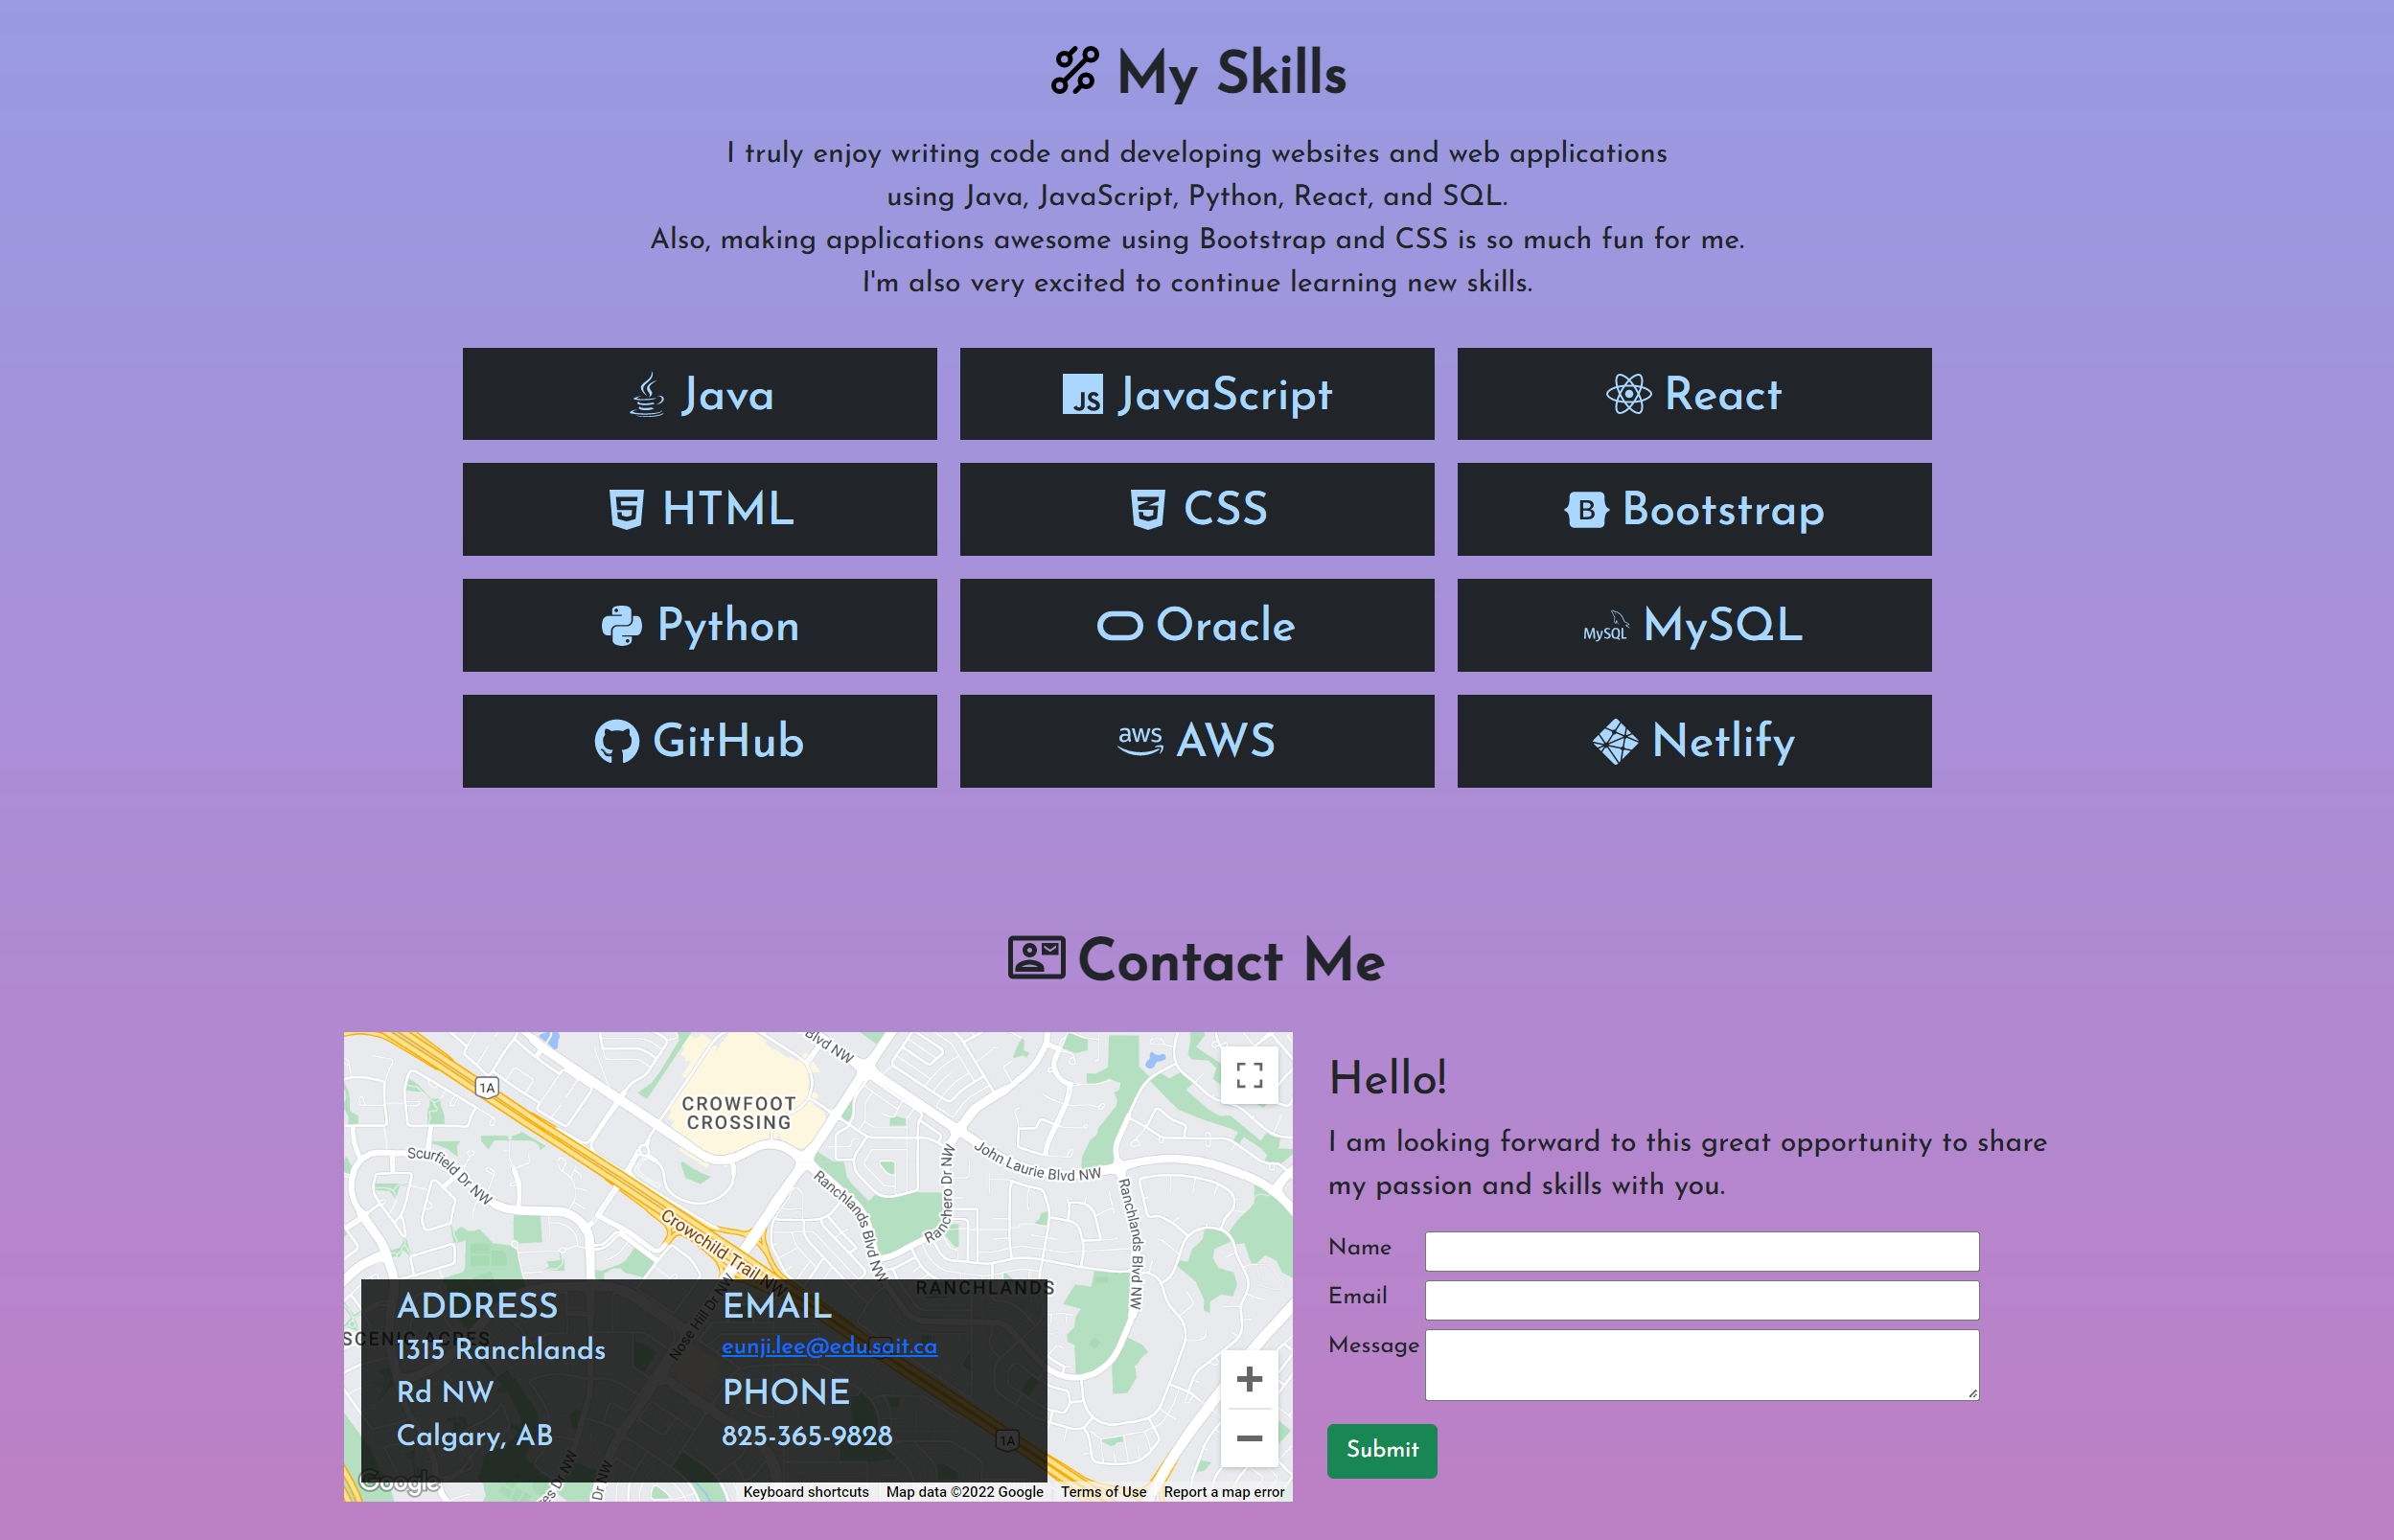 My Skills
I truly enjoy writing code and developing websites and web applications
using Java, JavaScript, Python, React, and SQL.
Also, making applications awesome using Bootstrap and CSS is so much fun for me.
I'm also very excited to continue learning new skills.
Java
JS JavaScript
React
5 HTML
3 CSS
B Bootstrap
Python
Oracle
MySQL MySQL
GitHub
aws AWS
Netlify
Contact Me
Blvd NW
1A
CROWFOOT
CROSSING
Scurfield Dr NW
John Laurie Blvd NW
Ranchero Dr NW
Ranchlands Blvd NW
Ranchlands Blvd NW
Crowchild Trail NW
Nose Hill Dr NW
RANCHLANDS
SCENIC ACRES
ADDRESS
1315 Ranchlands
Rd NW
Calgary, AB
EMAIL
eunji.lee@edu.sait.ca
PHONE
825-365-9828
1A
es Dr NW
Dr NW
Google
Keyboard shortcuts Map data ©2022 Google Terms of Use Report a map error
Hello!
I am looking forward to this great opportunity to share
my passion and skills with you.
Name
Email
Message
Submit